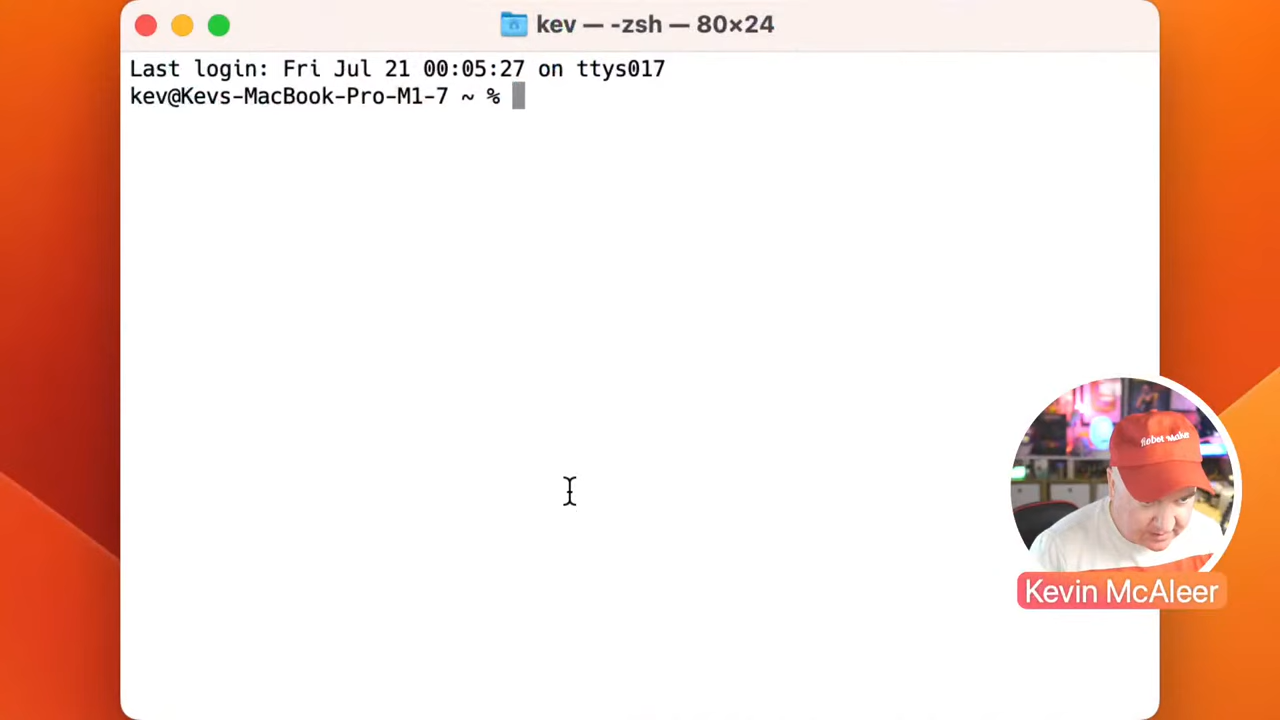 kev — -zsh — 80×24
Last login: Fri Jul 21 00:05:27 on ttys017
kev@Kevs-MacBook-Pro-M1-7 ~ %
Kevin McAleer